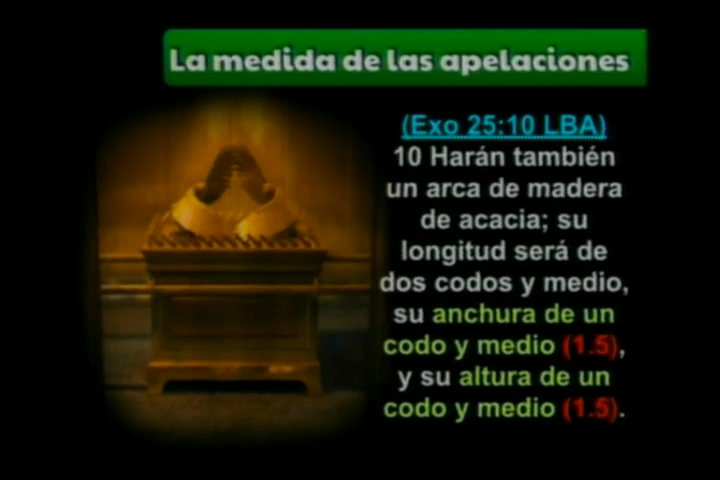 La medida de las apelaciones
(Exo 25:10 LBA)
10 Harán también
un arca de madera
de acacia; su
longitud será de
dos codos y medio,
su anchura de un
codo y medio (1.5),
y su altura de un
codo y medio (1.5).